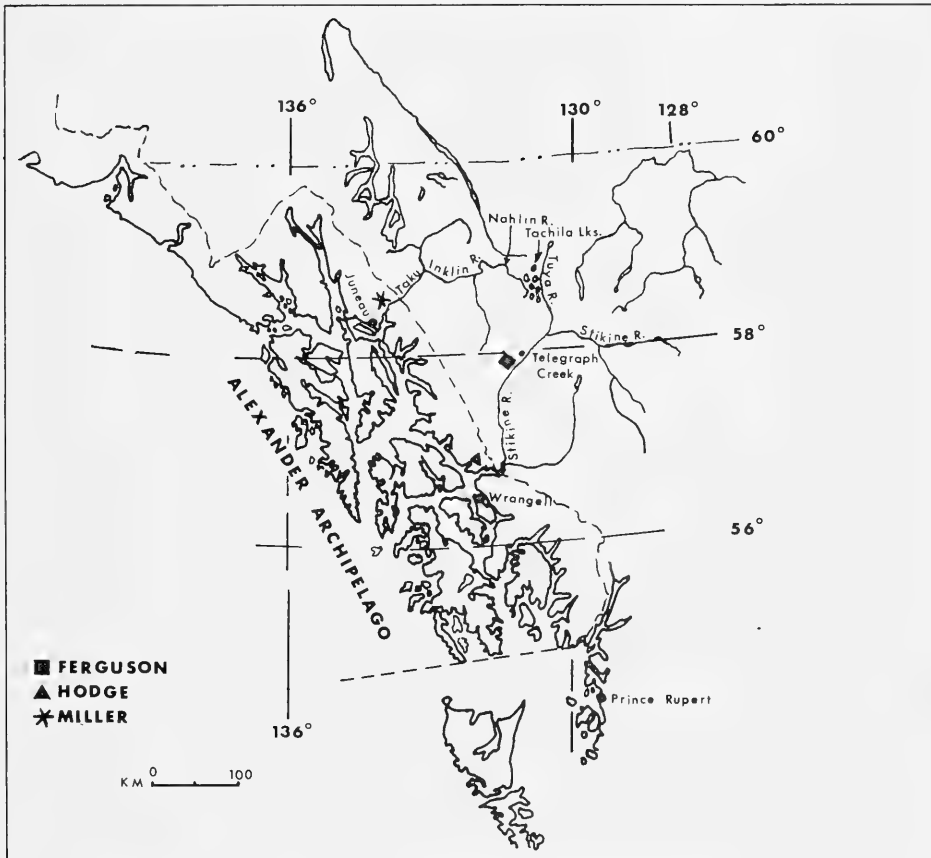 136°
130°
128°
60°
Nahlin R.
Tachila Lks.
Tuya R.
Inklin R.
Taku
Juneau
Stikine R.
58°
Telegraph
Creek
Stikine R.
ALEXANDER ARCHIPELAGO
Wrangell
56°
FERGUSON
HODGE
MILLER
Prince Rupert
136°
KM 0 100